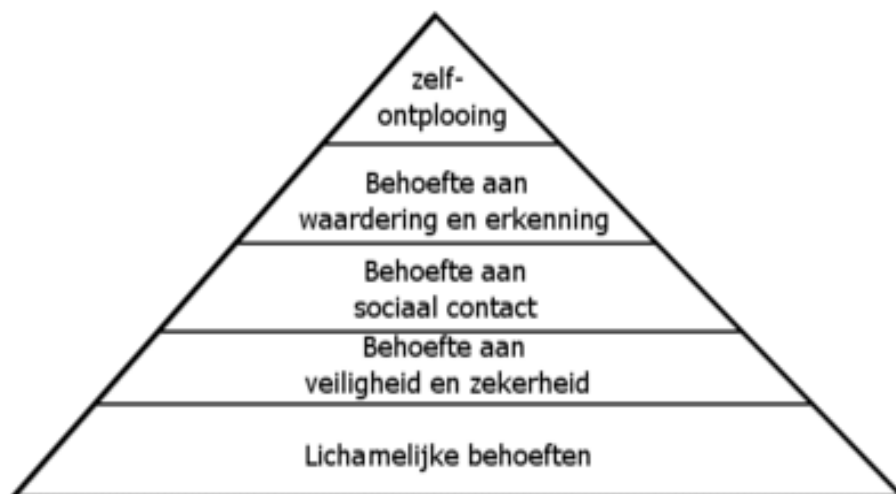 zelf-
ontplooing
Behoefte aan
waardering en erkenning
Behoefte aan
sociaal contact
Behoefte aan
veiligheid en zekerheid
Lichamelijke behoeften